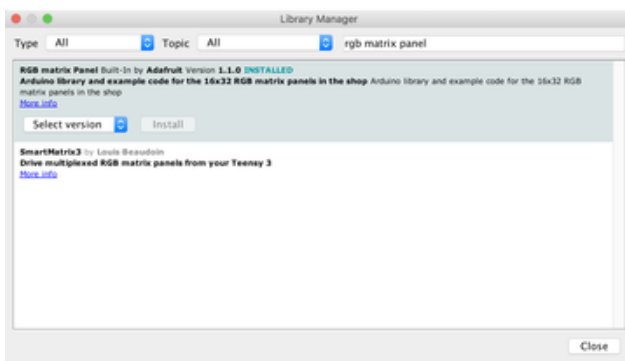 Library Manager
Type All Topic All rgb matrix panel
RGB matrix Panel Built-In by Adafruit Version 1.1.0 INSTALLED
Arduino library and example code for the 16x32 RGB matrix panels in the shop Arduino library and example code for the 16x32 RGB
matrix panels in the shop
More info
Select version Install
SmartMatrix3 by Louis Beaudoin
Drive multiplexed RGB matrix panels from your Teensy 3
More info
Close